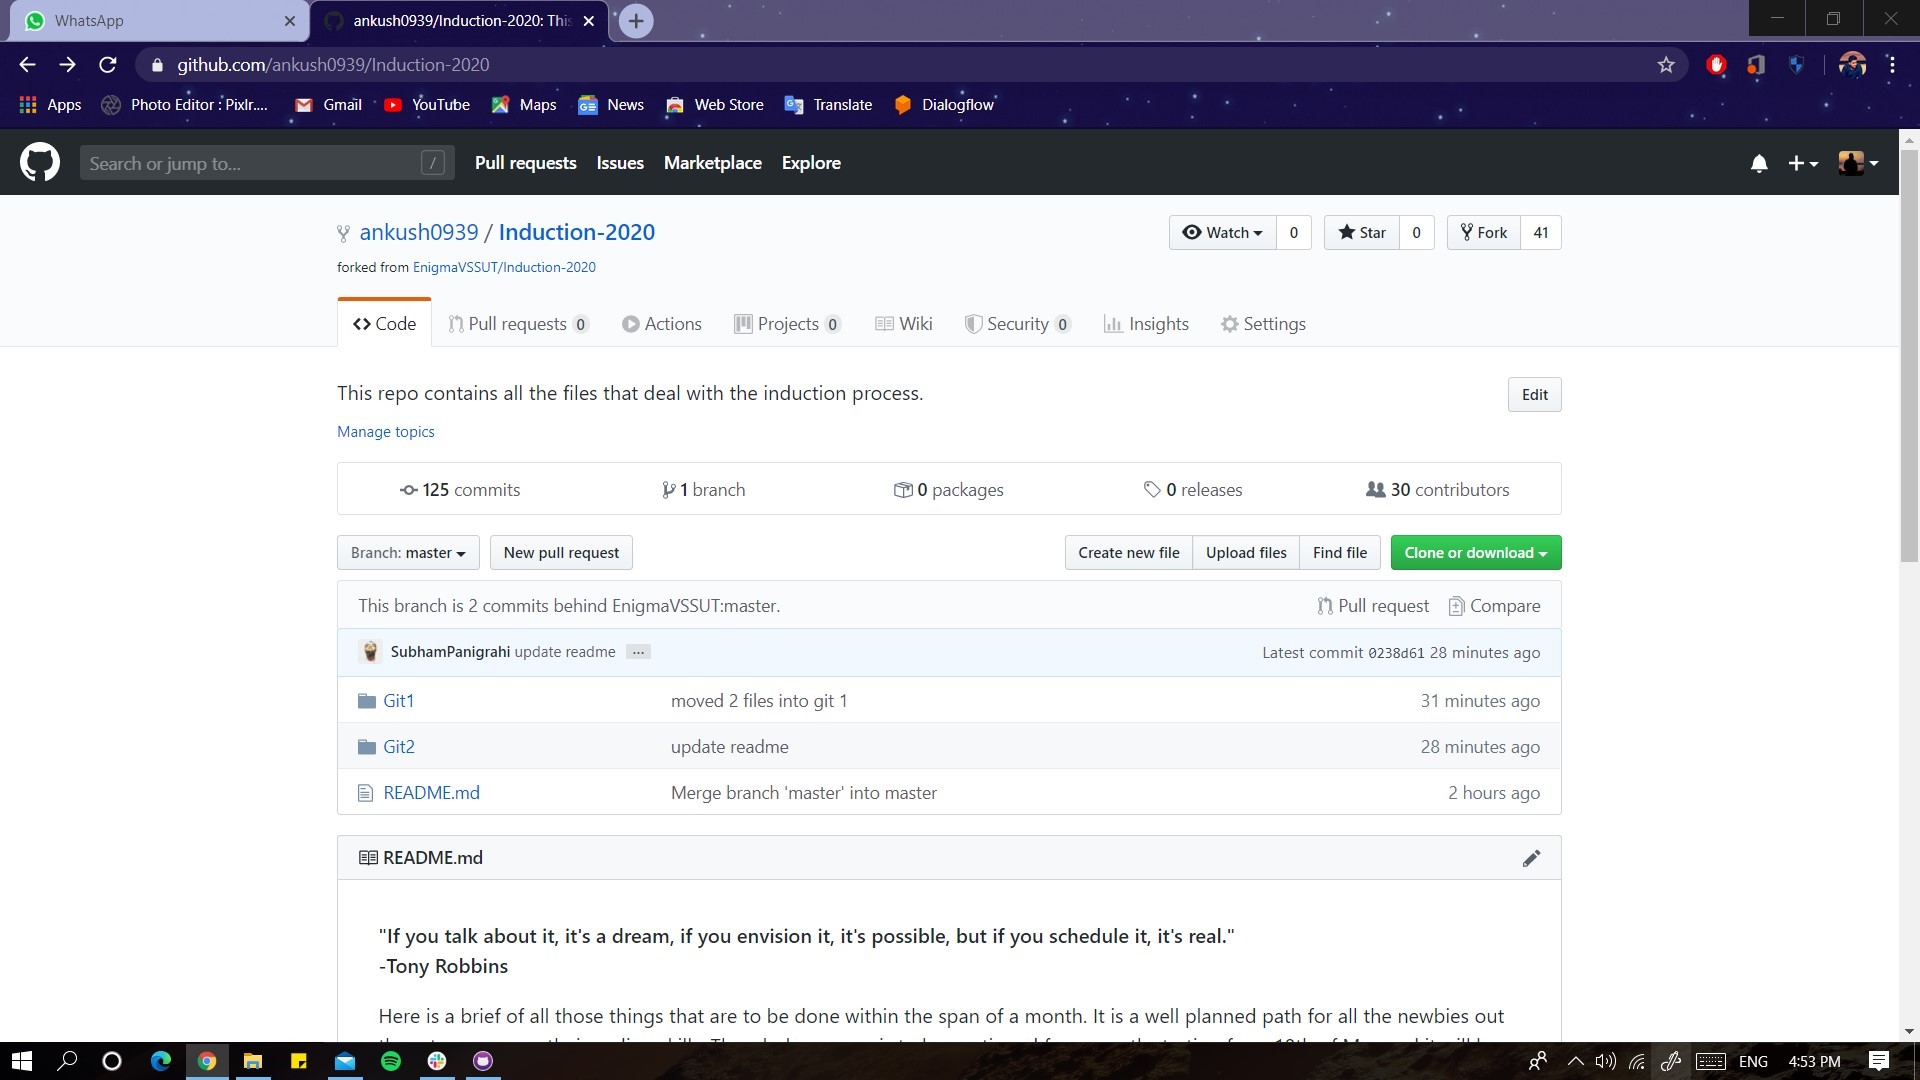 WhatsApp
ankush0939/Induction-2020: This
github.com/ankush0939/Induction-2020
Apps Photo Editor : Pixlr.... Gmail YouTube Maps News Web Store Translate Dialogflow
Search or jump to... / Pull requests Issues Marketplace Explore
ankush0939 / Induction-2020 Watch 0 Star 0 Fork 41
forked from EnigmaVSSUT/Induction-2020
Code Pull requests 0 Actions Projects 0 Wiki Security 0 Insights Settings
This repo contains all the files that deal with the induction process. Edit
Manage topics
125 commits 1 branch 0 packages 0 releases 30 contributors
Branch: master New pull request Create new file Upload files Find file Clone or download
This branch is 2 commits behind EnigmaVSSUT:master. Pull request Compare
SubhamPanigrahi update readme ... Latest commit 0238d61 28 minutes ago
Git1 moved 2 files into git 1 31 minutes ago
Git2 update readme 28 minutes ago
README.md Merge branch 'master' into master 2 hours ago
README.md
"If you talk about it, it's a dream, if you envision it, it's possible, but if you schedule it, it's real."
-Tony Robbins
Here is a brief of all those things that are to be done within the span of a month. It is a well planned path for all the newbies out
ENG 4:53 PM